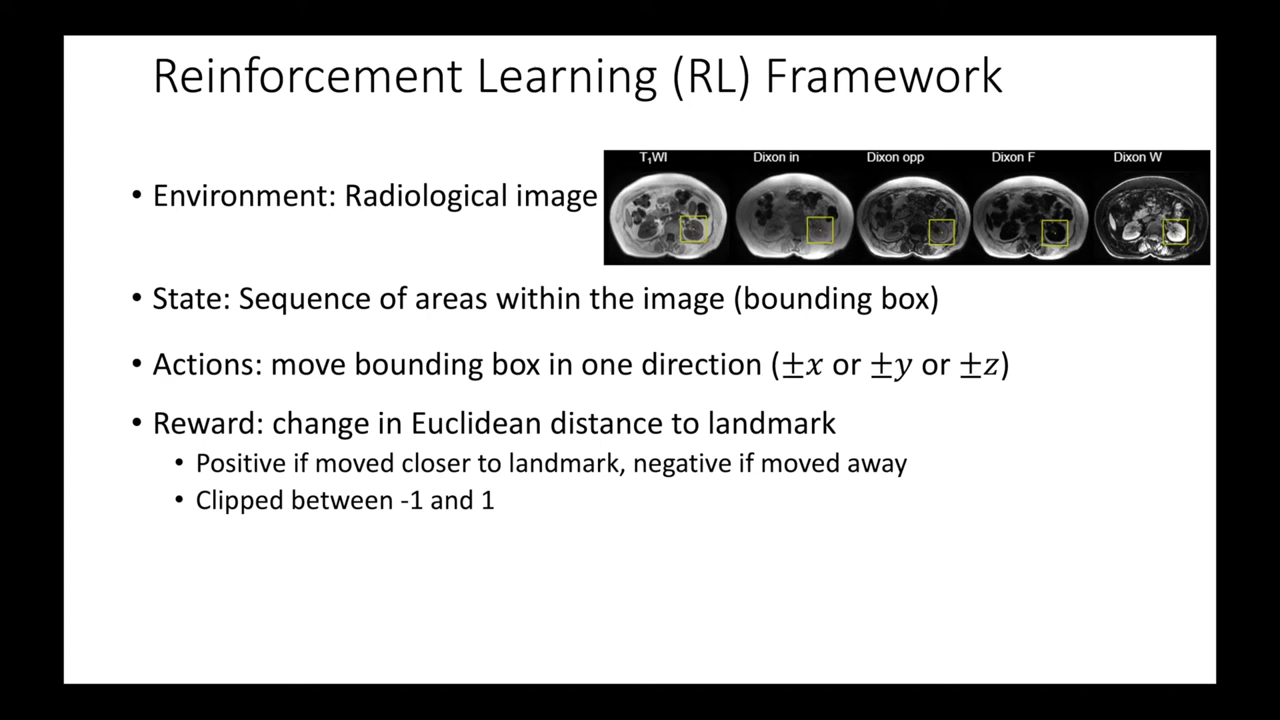 Reinforcement Learning (RL) Framework
T₁WI Dixon in Dixon opp Dixon F Dixon W
• Environment: Radiological image
• State: Sequence of areas within the image (bounding box)
• Actions: move bounding box in one direction (±x or ±y or ±z)
• Reward: change in Euclidean distance to landmark
• Positive if moved closer to landmark, negative if moved away
• Clipped between -1 and 1